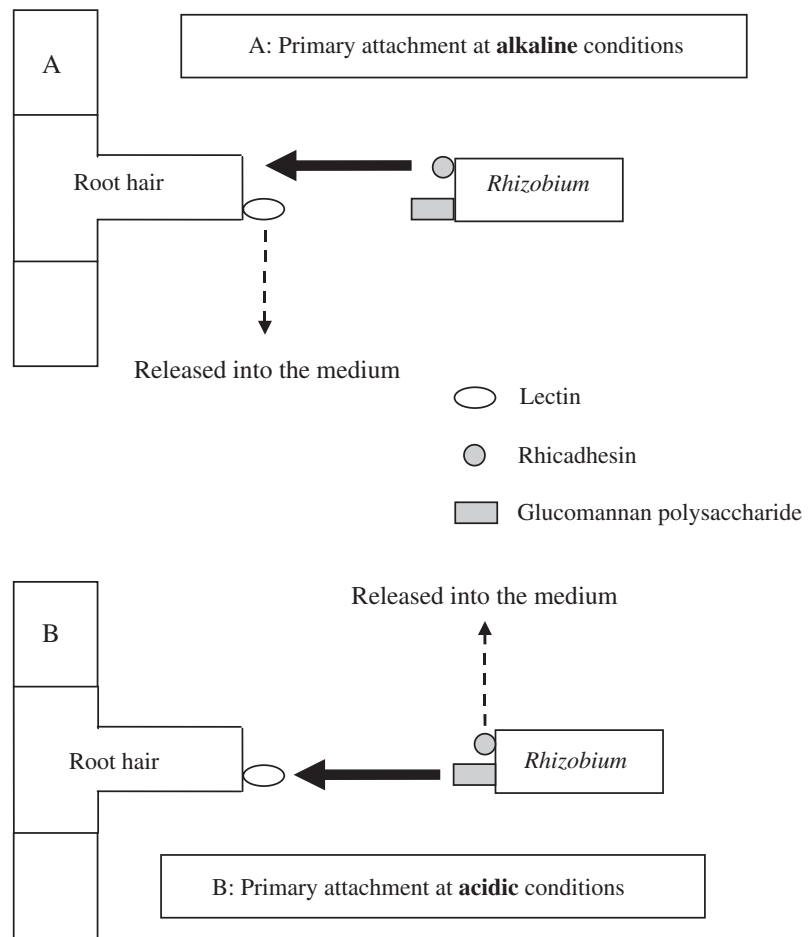 A
A: Primary attachment at alkaline conditions
Root hair
Rhizobium
Released into the medium
Lectin
Rhicadhesin
Glucomannan polysaccharide
Released into the medium
B
Root hair
Rhizobium
B: Primary attachment at acidic conditions